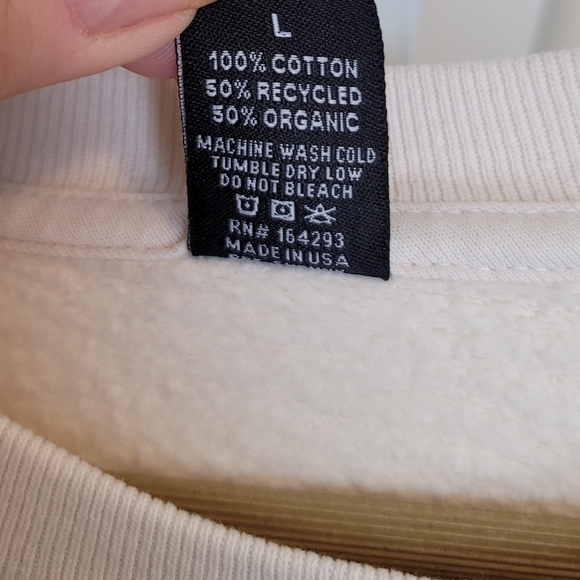 L
100% COTTON
50% RECYCLED
50% ORGANIC
MACHINE WASH COLD
TUMBLE DRY LOW
DO NOT BLEACH
RN# 164293
MADE IN USA